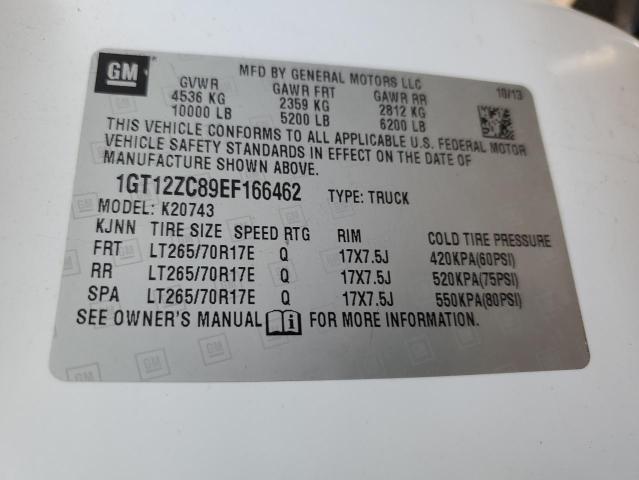 GM
MFD BY GENERAL MOTORS LLC 10/13
GVWR GAWR FRT GAWR RR
4536 KG 2359 KG 2812 KG
10000 LB 5200 LB 6200 LB
THIS VEHICLE CONFORMS TO ALL APPLICABLE U.S. FEDERAL MOTOR
VEHICLE SAFETY STANDARDS IN EFFECT ON THE DATE OF
MANUFACTURE SHOWN ABOVE.
1GT12ZC89EF166462 TYPE: TRUCK
MODEL: K20743
KJNN TIRE SIZE SPEED RTG RIM COLD TIRE PRESSURE
FRT LT265/70R17E Q 17X7.5J 420KPA(60PSI)
RR LT265/70R17E Q 17X7.5J 520KPA(75PSI)
SPA LT265/70R17E Q 17X7.5J 550KPA(80PSI)
SEE OWNER'S MANUAL i FOR MORE INFORMATION.